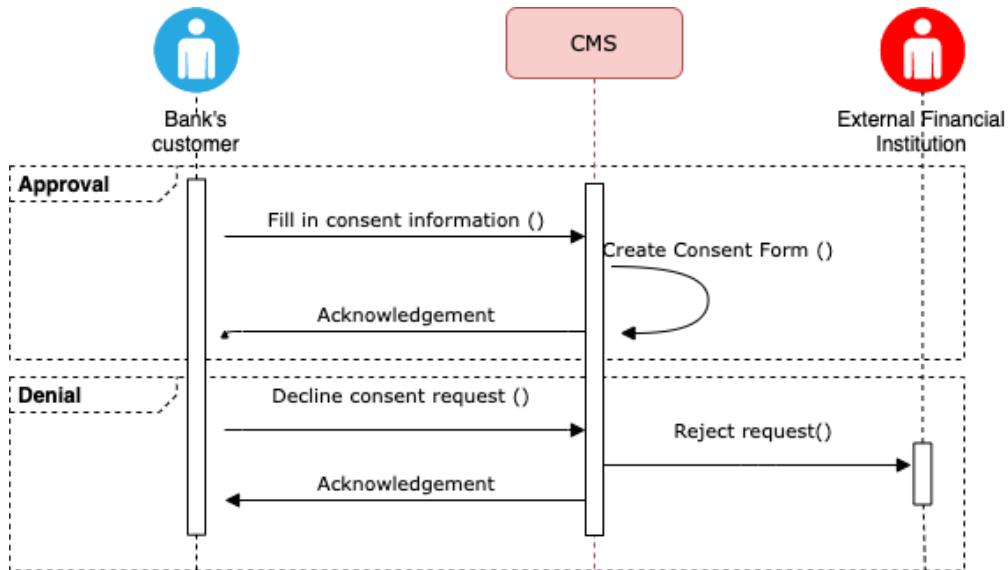 CMS
Bank's
customer
External Financial
Institution
Approval
Fill in consent information ()
Create Consent Form ()
Acknowledgement
Denial
Decline consent request ()
Reject request()
Acknowledgement